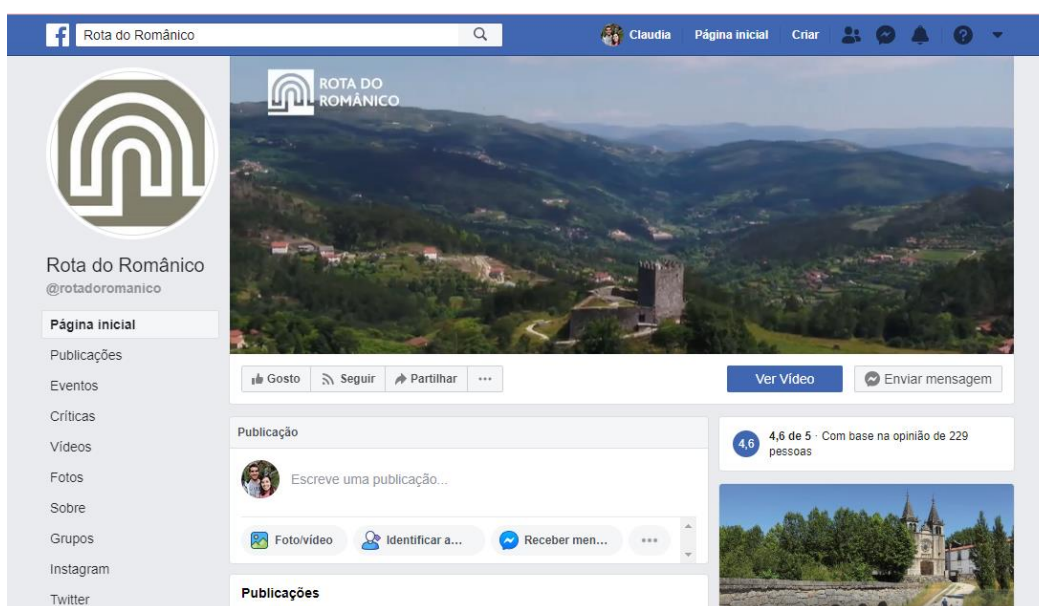 f
Rota do Românico
Claudia
Página inicial
Criar
ROTA DO
ROMÂNICO
Rota do Românico
@rotadoromanico
Página inicial
Publicações
Eventos
Críticas
Vídeos
Fotos
Sobre
Grupos
Instagram
Twitter
Gosto
Seguir
Partilhar
Ver Vídeo
Enviar mensagem
Publicação
Escreve uma publicação...
Foto/vídeo
Identificar a...
Receber men...
Publicações
4,6
4,6 de 5 · Com base na opinião de 229
pessoas